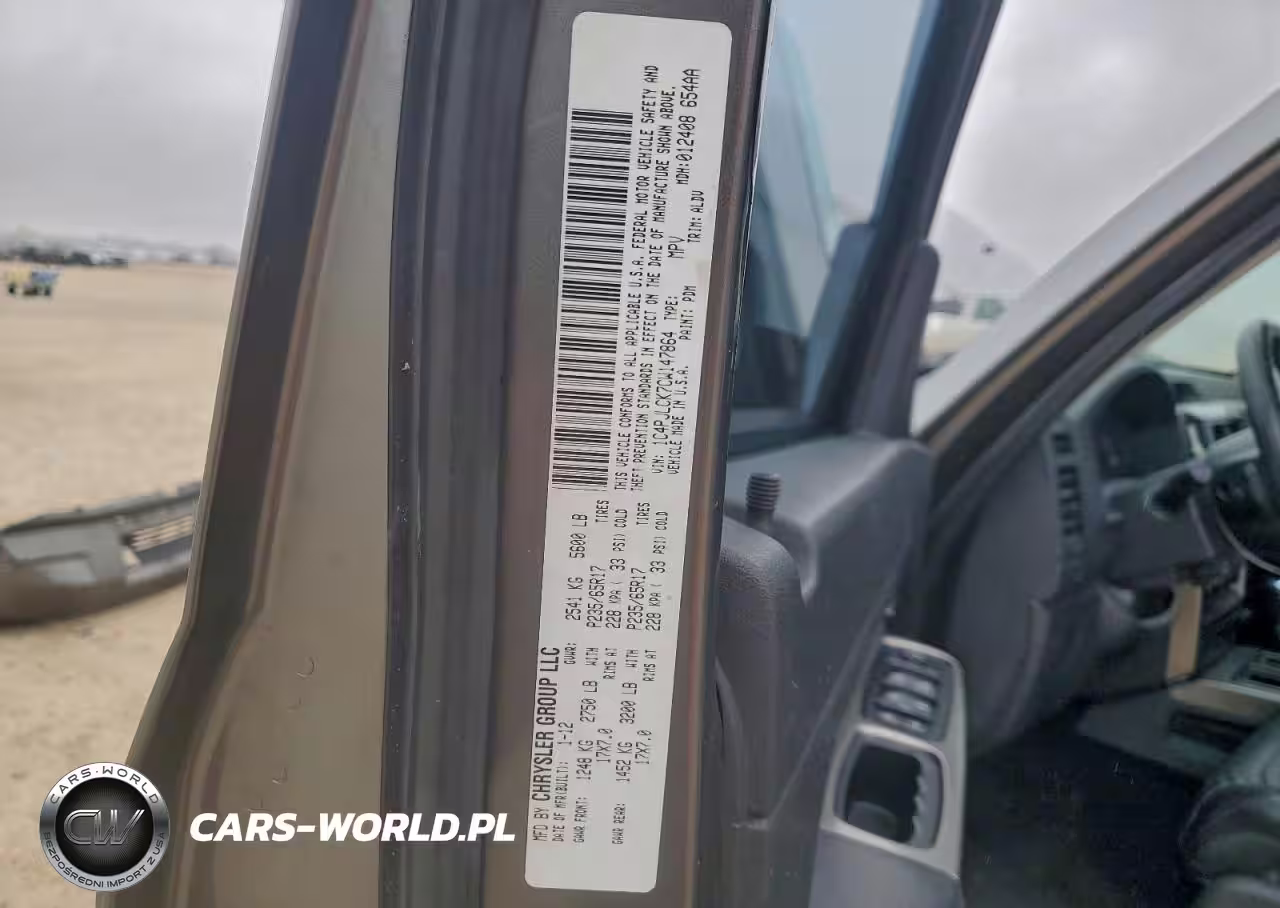 MFD BY CHRYSLER GROUP LLC
DATE OF MFR(BUILT): 1-12 GVWR: 2541 KG 5600 LB
GAWR FRONT: 1248 KG 2750 LB WITH P235/65R17 TIRES
17X7.0 RIMS AT 228 KPA ( 33 PSI) COLD
GAWR REAR: 1452 KG 3200 LB WITH P235/65R17 TIRES
17X7.0 RIMS AT 228 KPA ( 33 PSI) COLD
THIS VEHICLE CONFORMS TO ALL APPLICABLE U.S.A. FEDERAL MOTOR VEHICLE SAFETY AND
THEFT PREVENTION STANDARDS IN EFFECT ON THE DATE OF MANUFACTURE SHOWN ABOVE.
VIN: 1C4PJLCK7CW147864 TYPE: MPV MDH:012408 654AA
VEHICLE MADE IN U.S.A. PAINT: PDM TRIM: ALDV
CARS-WORLD
CW
BEZPOŚREDNI IMPORT Z USA
CARS-WORLD.PL